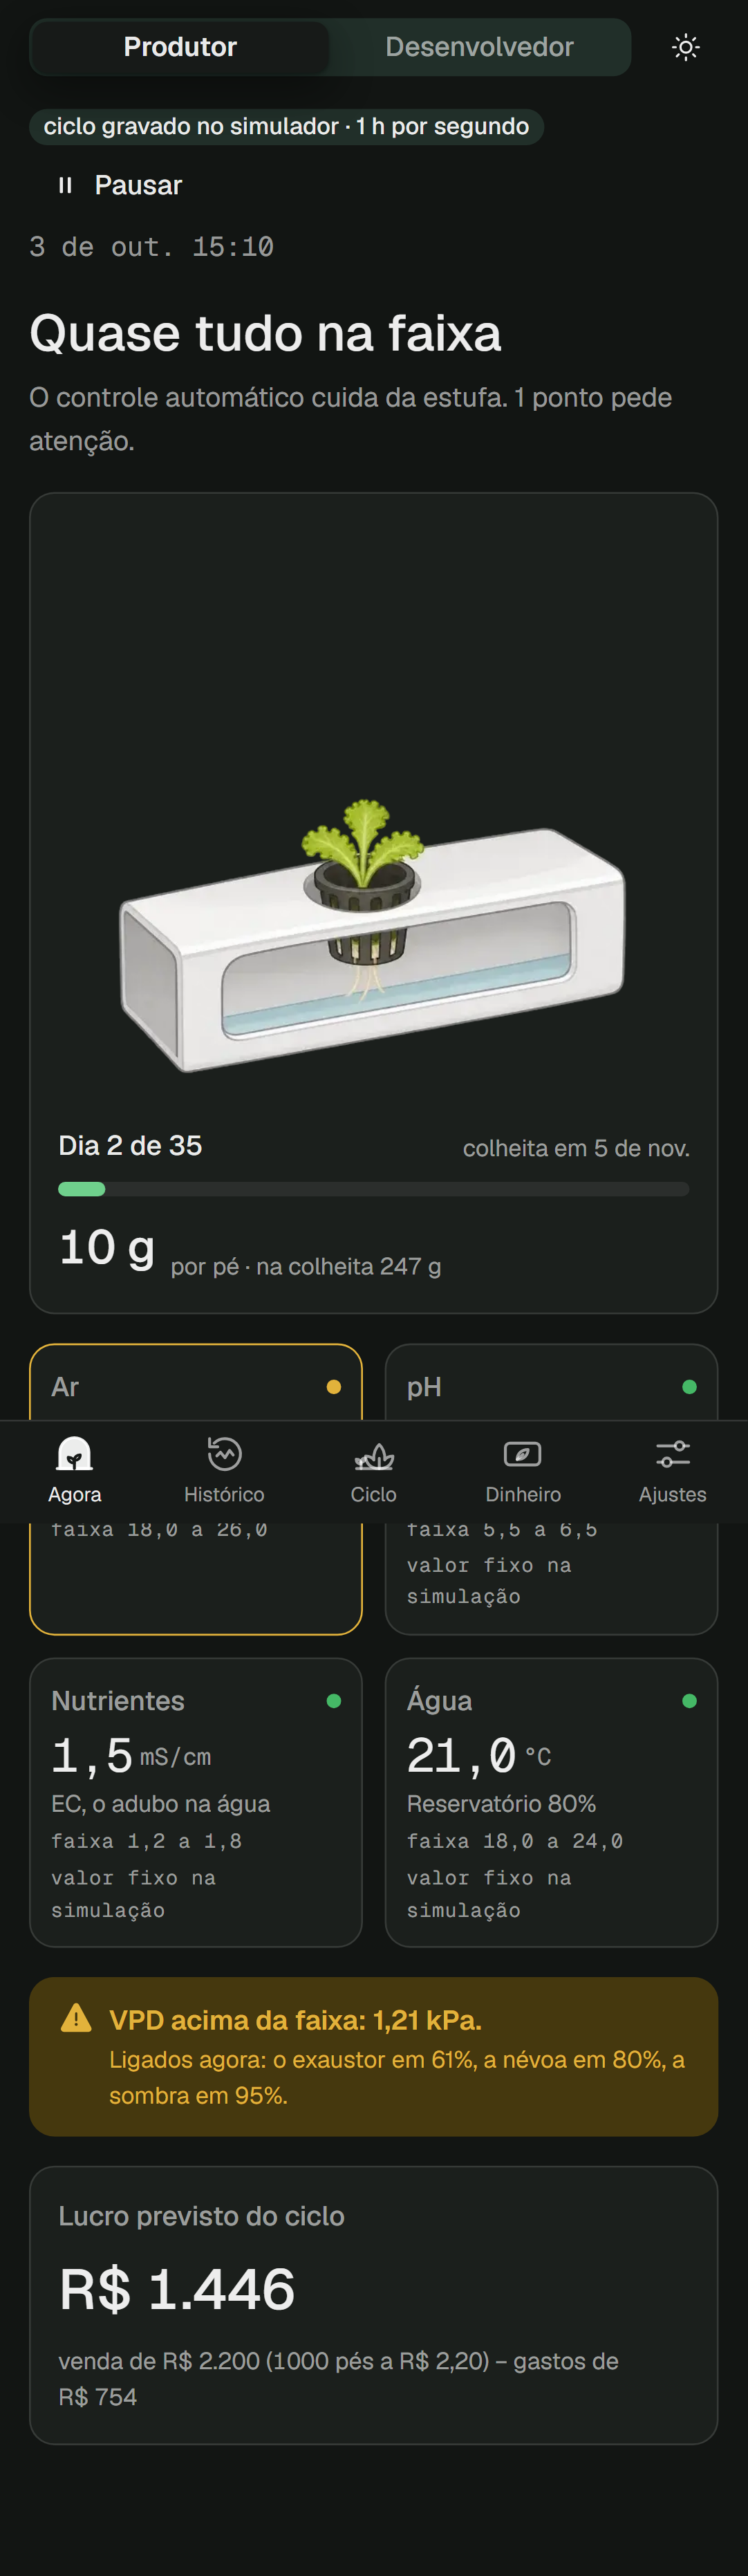 Produtor
Desenvolvedor
ciclo gravado no simulador · 1 h por segundo
Pausar
3 de out. 15:10
Quase tudo na faixa
O controle automático cuida da estufa. 1 ponto pede
atenção.
Dia 2 de 35
colheita em 5 de nov.
10 g por pé · na colheita 247 g
Ar
pH
Agora
Histórico
Ciclo
Dinheiro
Ajustes
faixa 18,0 a 26,0
faixa 5,5 a 6,5
valor fixo na
simulação
Nutrientes
1,5 mS/cm
EC, o adubo na água
faixa 1,2 a 1,8
valor fixo na
simulação
Água
21,0 °C
Reservatório 80%
faixa 18,0 a 24,0
valor fixo na
simulação
VPD acima da faixa: 1,21 kPa.
Ligados agora: o exaustor em 61%, a névoa em 80%, a
sombra em 95%.
Lucro previsto do ciclo
R$ 1.446
venda de R$ 2.200 (1000 pés a R$ 2,20) – gastos de
R$ 754